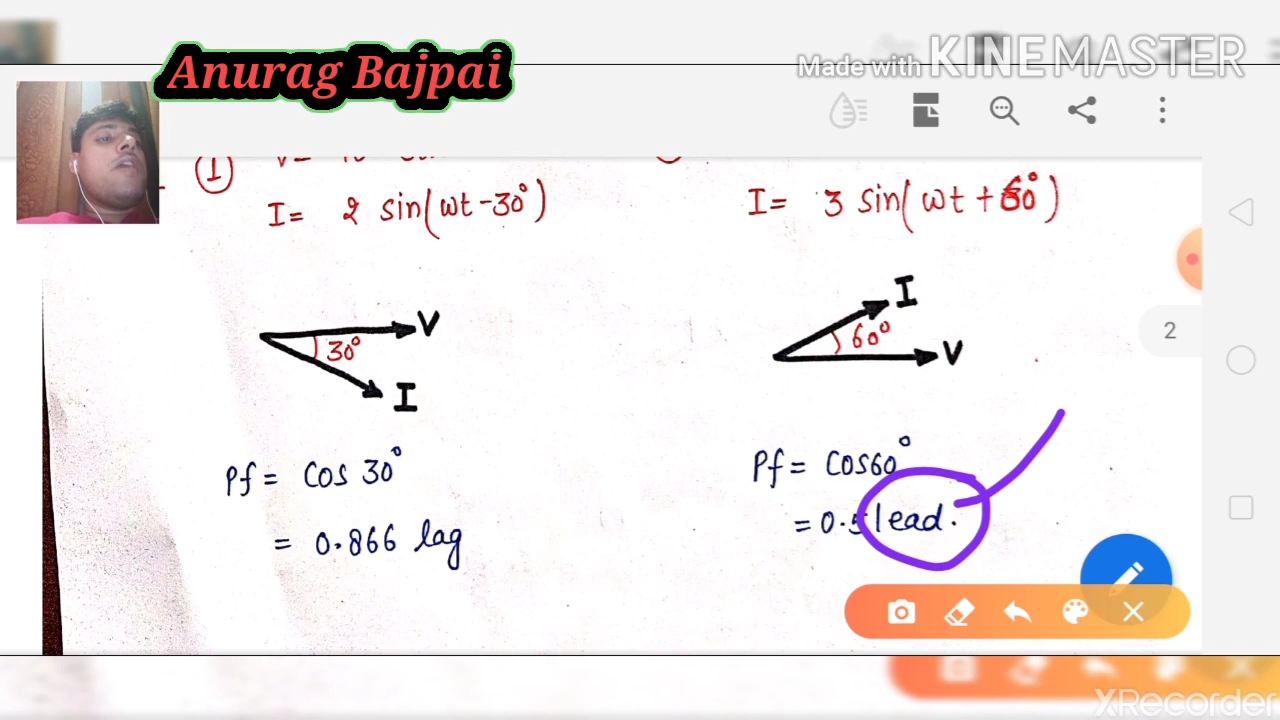 Anurag Bajpai
Made with KINEMASTER
①
I = 2 sin(ωt - 30°)
I = 3 sin(ωt + 60°)
V
30°
I
I
60°
V
2
Pf = Cos 30°
= 0.866 lag
Pf = Cos60°
= 0.5 lead.
XRecorder